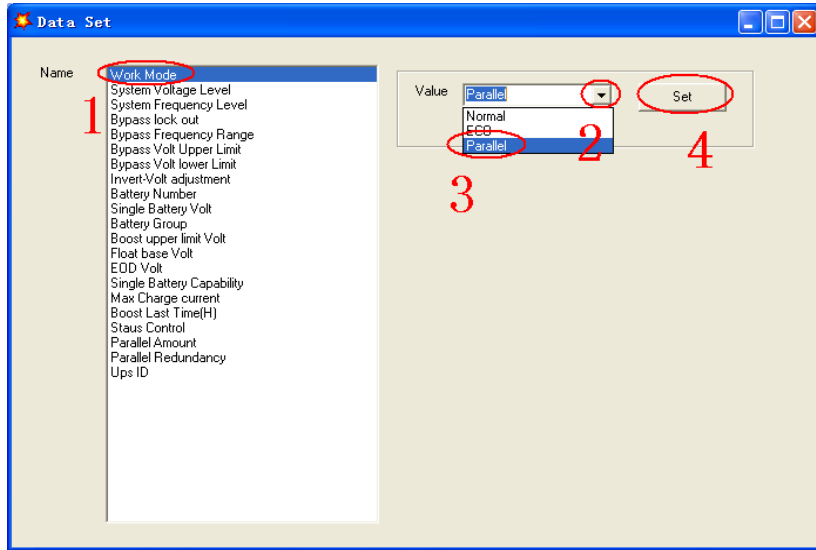 Data Set
Name
Work Mode
System Voltage Level
System Frequency Level
Bypass lock out
Bypass Frequency Range
Bypass Volt Upper Limit
Bypass Volt lower Limit
Invert-Volt adjustment
Battery Number
Single Battery Volt
Battery Group
Boost upper limit Volt
Float base Volt
EOD Volt
Single Battery Capability
Max Charge current
Boost Last Time(H)
Staus Control
Parallel Amount
Parallel Redundancy
Ups ID
1
Value
Parallel
Set
Normal
ECO
Parallel
2
3
4